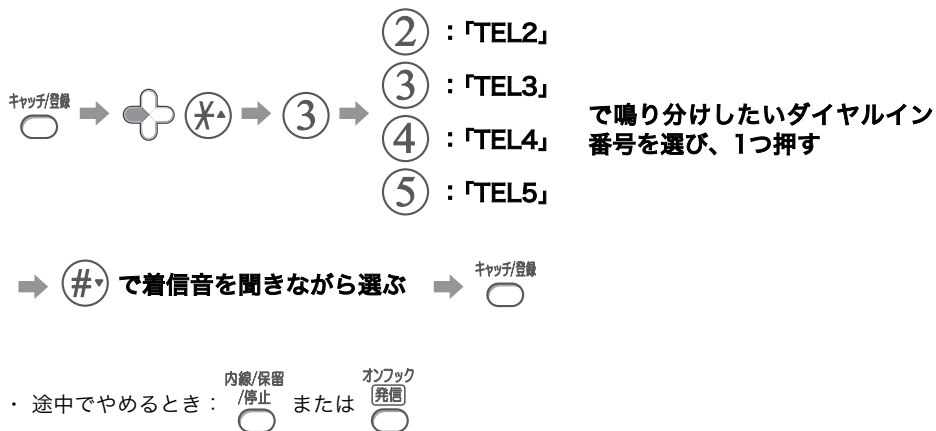 ②：「TEL2」
③：「TEL3」
キャッチ/登録 ➡ ＊ ➡ ③ ➡
④：「TEL4」
⑤：「TEL5」
で鳴り分けしたいダイヤルイン
番号を選び、1つ押す
➡ # で着信音を聞きながら選ぶ ➡ キャッチ/登録
・ 途中でやめるとき： 内線/保留/停止 または オンフック 発信